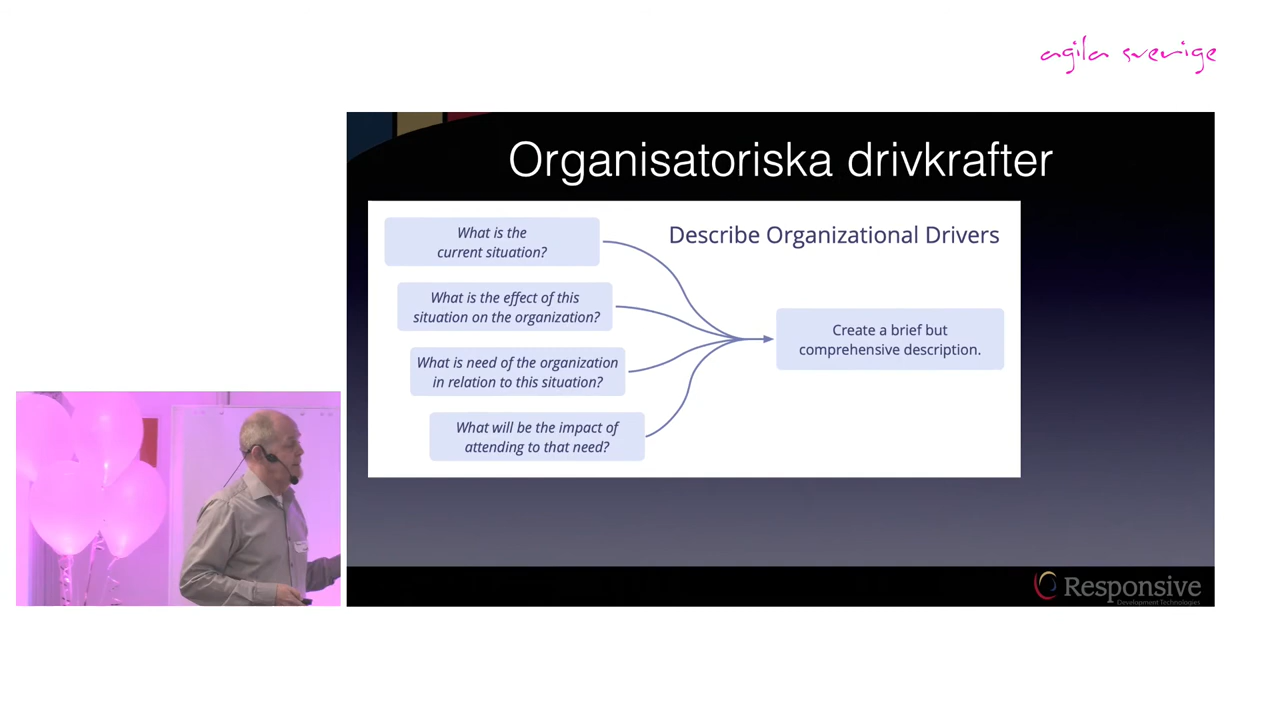 agila sverige
Organisatoriska drivkrafter
Describe Organizational Drivers
What is the
current situation?
What is the effect of this
situation on the organization?
What is need of the organization
in relation to this situation?
What will be the impact of
attending to that need?
Create a brief but
comprehensive description.
Responsive
Development Technologies